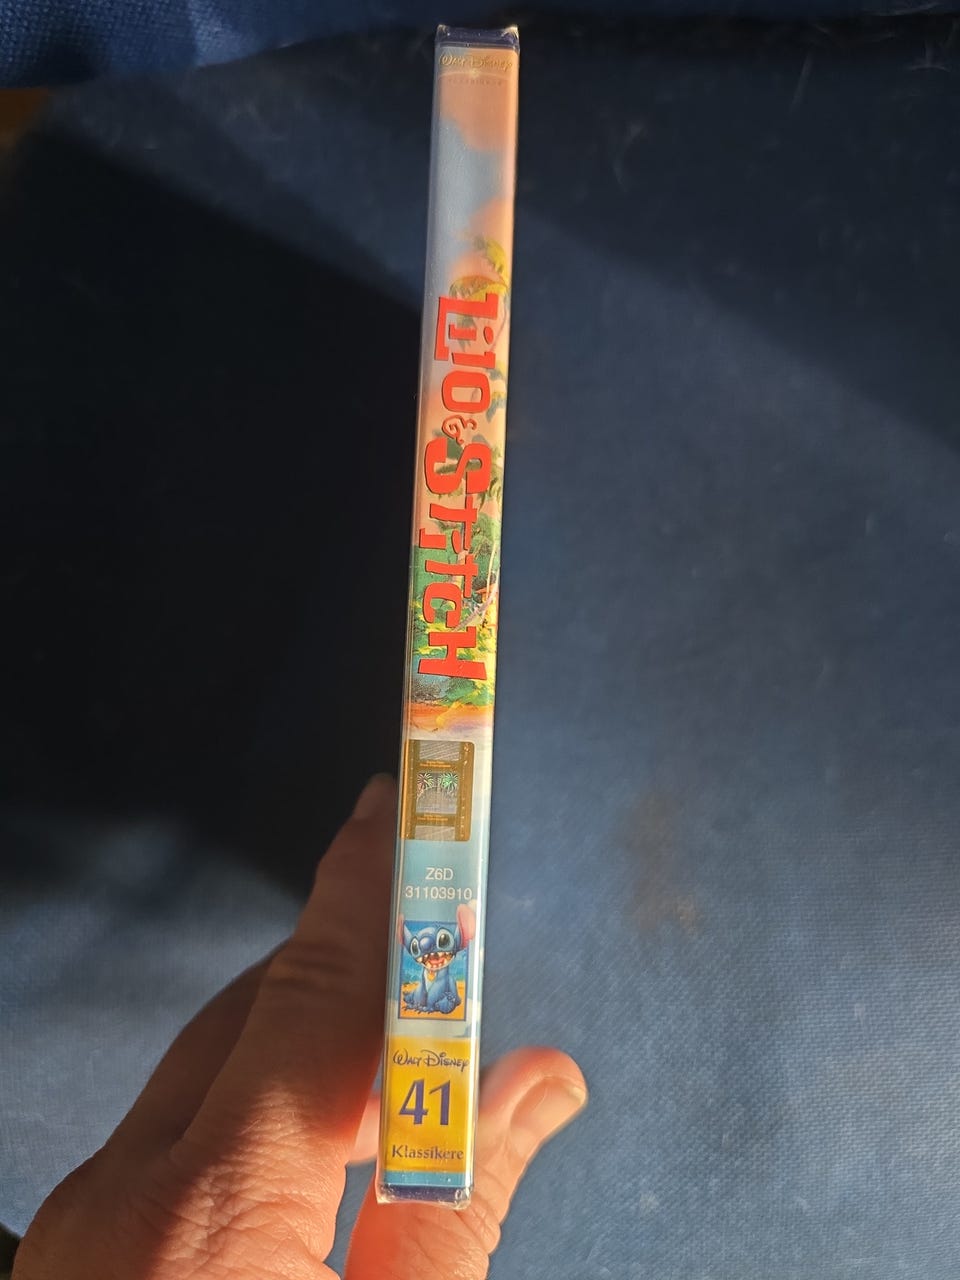 Walt Disney
Lilo & Stitch
Z6D
31103910
Walt Disney
41
Klassikere